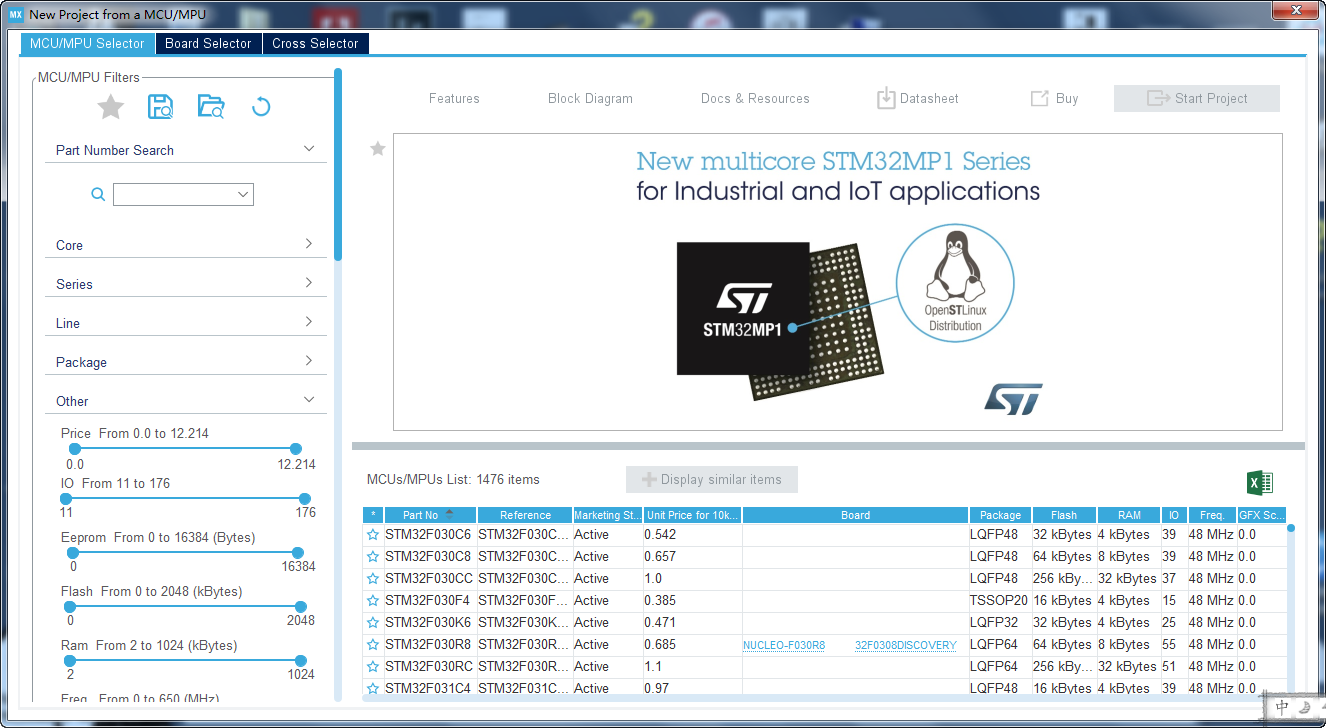 MX New Project from a MCU/MPU
MCU/MPU Selector Board Selector Cross Selector
MCU/MPU Filters
Part Number Search
Core
Series
Line
Package
Other
Price From 0.0 to 12.214
0.0 12.214
IO From 11 to 176
11 176
Eeprom From 0 to 16384 (Bytes)
0 16384
Flash From 0 to 2048 (kBytes)
0 2048
Ram From 2 to 1024 (kBytes)
2 1024
Freq. From 0 to 650 (MHz)
Features Block Diagram Docs & Resources Datasheet Buy Start Project
New multicore STM32MP1 Series
for Industrial and IoT applications
ST
STM32MP1
OpenSTLinux
Distribution
ST
MCUs/MPUs List: 1476 items
Display similar items
X
* Part No Reference Marketing St... Unit Price for 10k... Board Package Flash RAM IO Freq. GFX Sc...
STM32F030C6 STM32F030C... Active 0.542 LQFP48 32 kBytes 4 kBytes 39 48 MHz 0.0
STM32F030C8 STM32F030C... Active 0.657 LQFP48 64 kBytes 8 kBytes 39 48 MHz 0.0
STM32F030CC STM32F030C... Active 1.0 LQFP48 256 kBy... 32 kBytes 37 48 MHz 0.0
STM32F030F4 STM32F030F... Active 0.385 TSSOP20 16 kBytes 4 kBytes 15 48 MHz 0.0
STM32F030K6 STM32F030K... Active 0.471 LQFP32 32 kBytes 4 kBytes 25 48 MHz 0.0
STM32F030R8 STM32F030R... Active 0.685 NUCLEO-F030R8 32F0308DISCOVERY LQFP64 64 kBytes 8 kBytes 55 48 MHz 0.0
STM32F030RC STM32F030R... Active 1.1 LQFP64 256 kBy... 32 kBytes 51 48 MHz 0.0
STM32F031C4 STM32F031C... Active 0.97 LQFP48 16 kBytes 4 kBytes 39 48 MHz 0.0
中